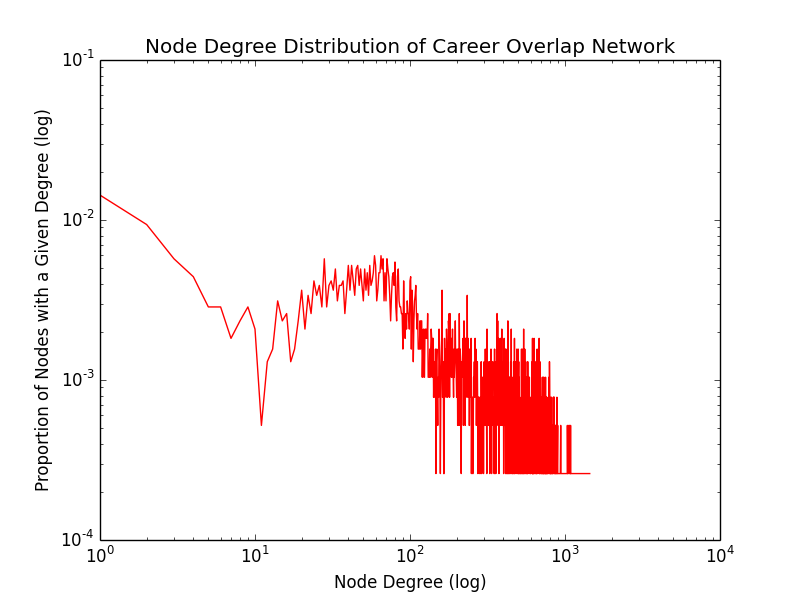 Node Degree Distribution of Career Overlap Network
Proportion of Nodes with a Given Degree (log)
10^-1
10^-2
10^-3
10^-4
10^0 10^1 10^2 10^3 10^4
Node Degree (log)